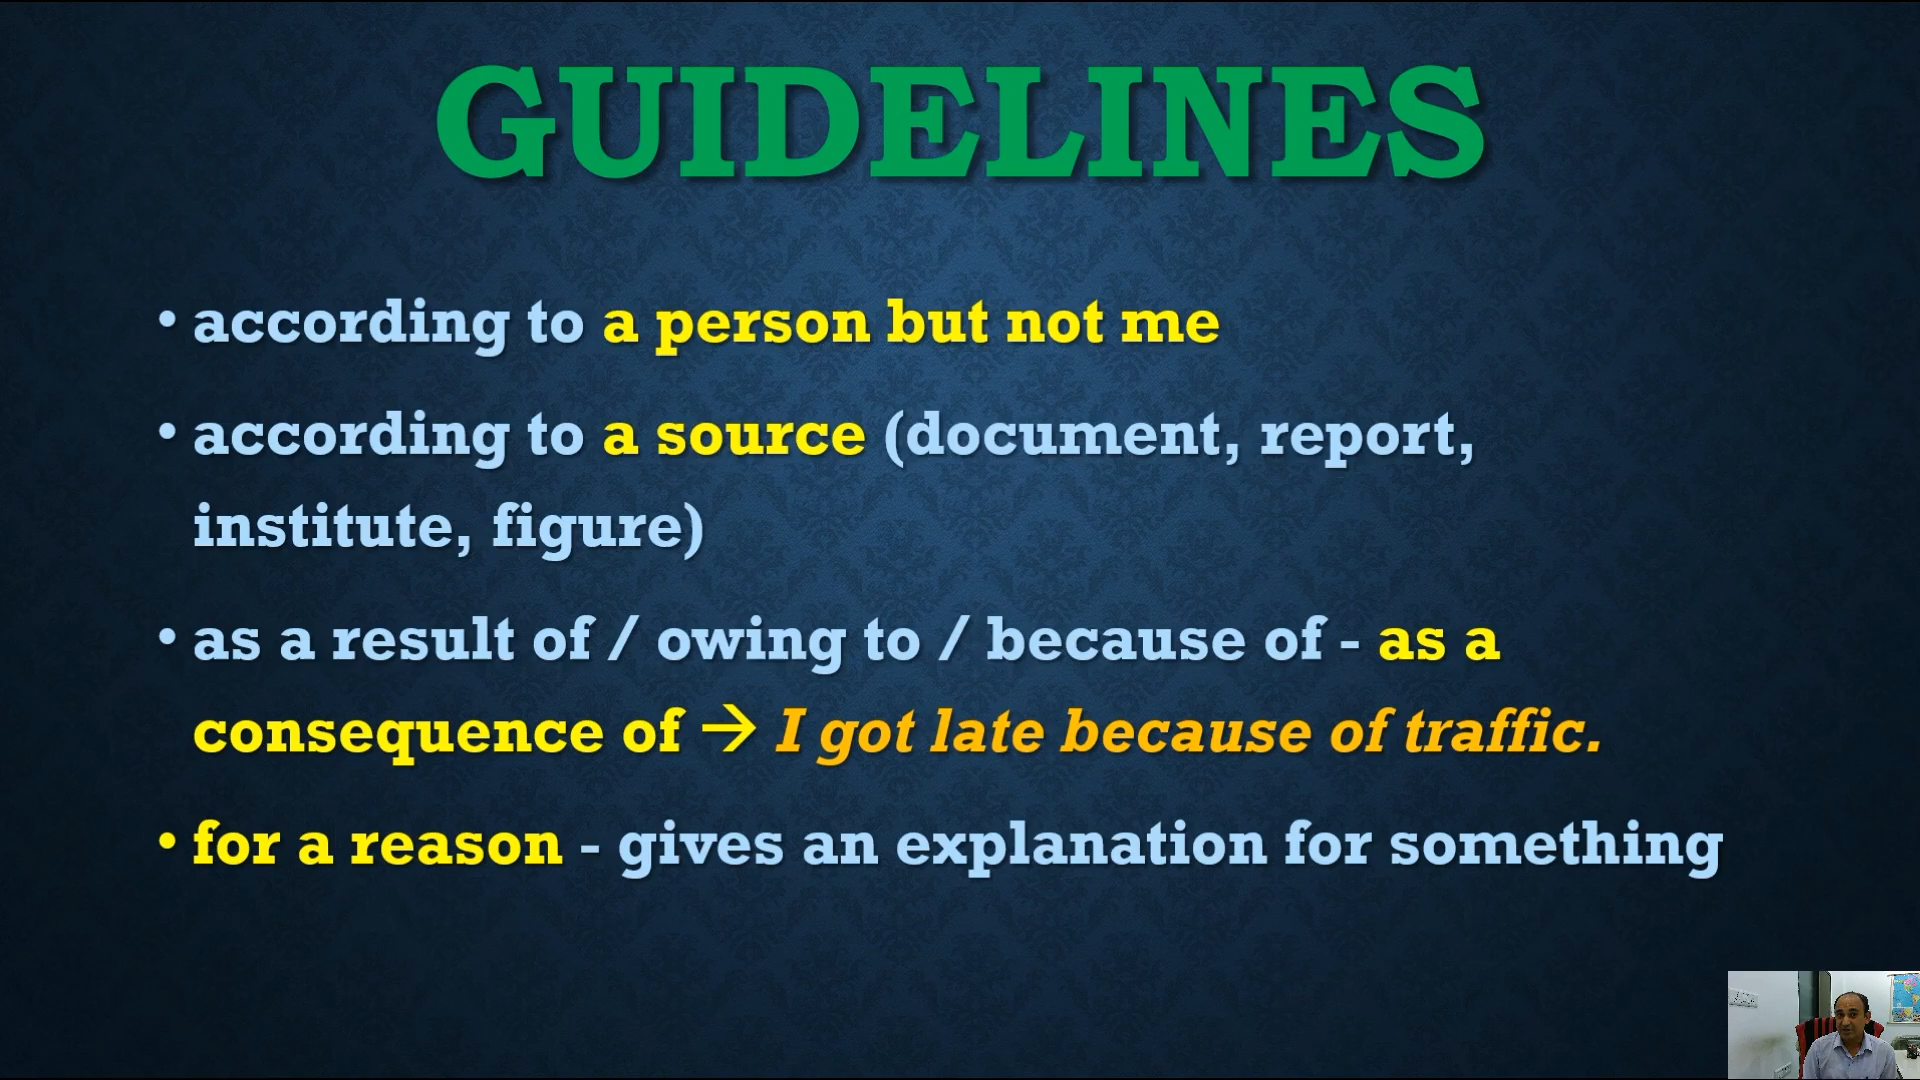 GUIDELINES
• according to a person but not me
• according to a source (document, report,
institute, figure)
• as a result of / owing to / because of - as a
consequence of → I got late because of traffic.
• for a reason - gives an explanation for something